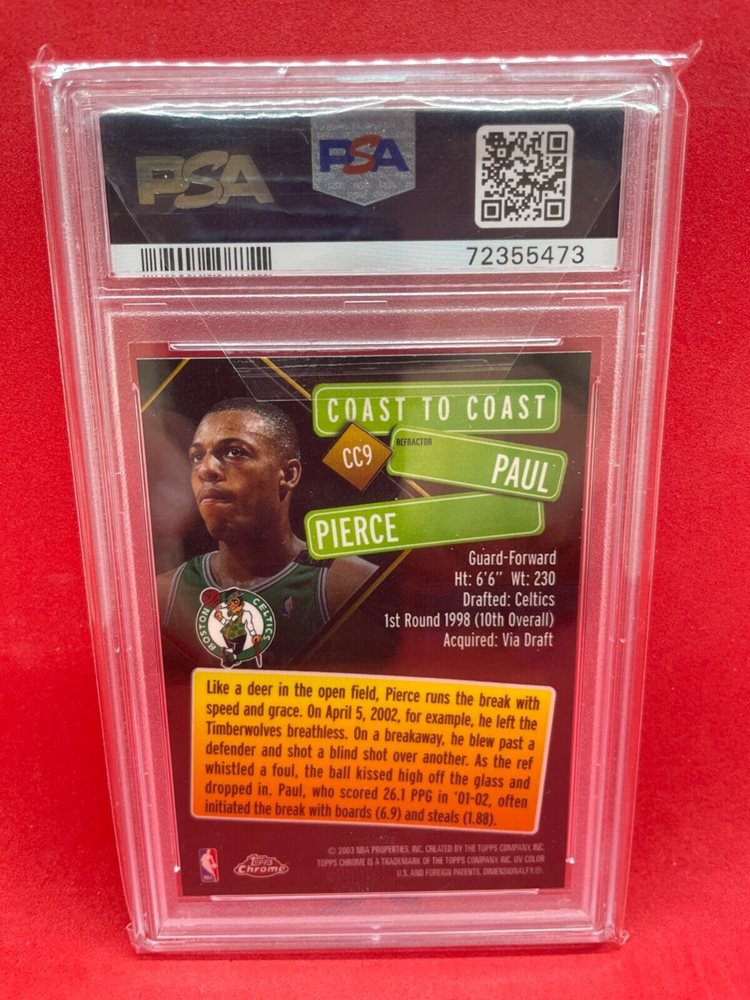 PSA
PSA
72355473
COAST TO COAST
CC9
REFRACTOR
PAUL
PIERCE
Guard-Forward
Ht: 6'6" Wt: 230
Drafted: Celtics
1st Round 1998 (10th Overall)
Acquired: Via Draft
BOSTON CELTICS
Like a deer in the open field, Pierce runs the break with
speed and grace. On April 5, 2002, for example, he left the
Timberwolves breathless. On a breakaway, he blew past a
defender and shot a blind shot over another. As the ref
whistled a foul, the ball kissed high off the glass and
dropped in. Paul, who scored 26.1 PPG in '01-02, often
initiated the break with boards (6.9) and steals (1.88).
© 2003 NBA PROPERTIES, INC. CREATED BY THE TOPPS COMPANY, INC.
TOPPS CHROME IS A TRADEMARK OF THE TOPPS COMPANY, INC. UV COLOR
U.S. AND FOREIGN PATENTS. DIMENSIONALFX®.
NBA
Topps
Chrome